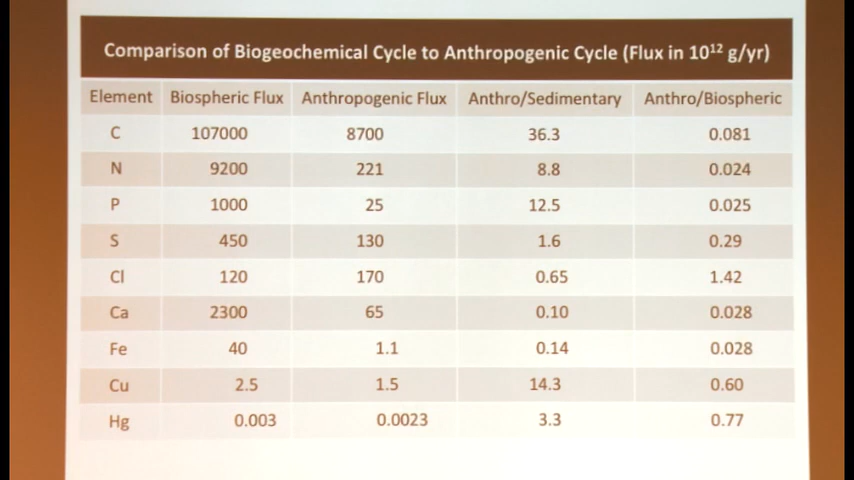 Comparison of Biogeochemical Cycle to Anthropogenic Cycle (Flux in 10¹² g/yr)
Element Biospheric Flux Anthropogenic Flux Anthro/Sedimentary Anthro/Biospheric
C 107000 8700 36.3 0.081
N 9200 221 8.8 0.024
P 1000 25 12.5 0.025
S 450 130 1.6 0.29
Cl 120 170 0.65 1.42
Ca 2300 65 0.10 0.028
Fe 40 1.1 0.14 0.028
Cu 2.5 1.5 14.3 0.60
Hg 0.003 0.0023 3.3 0.77